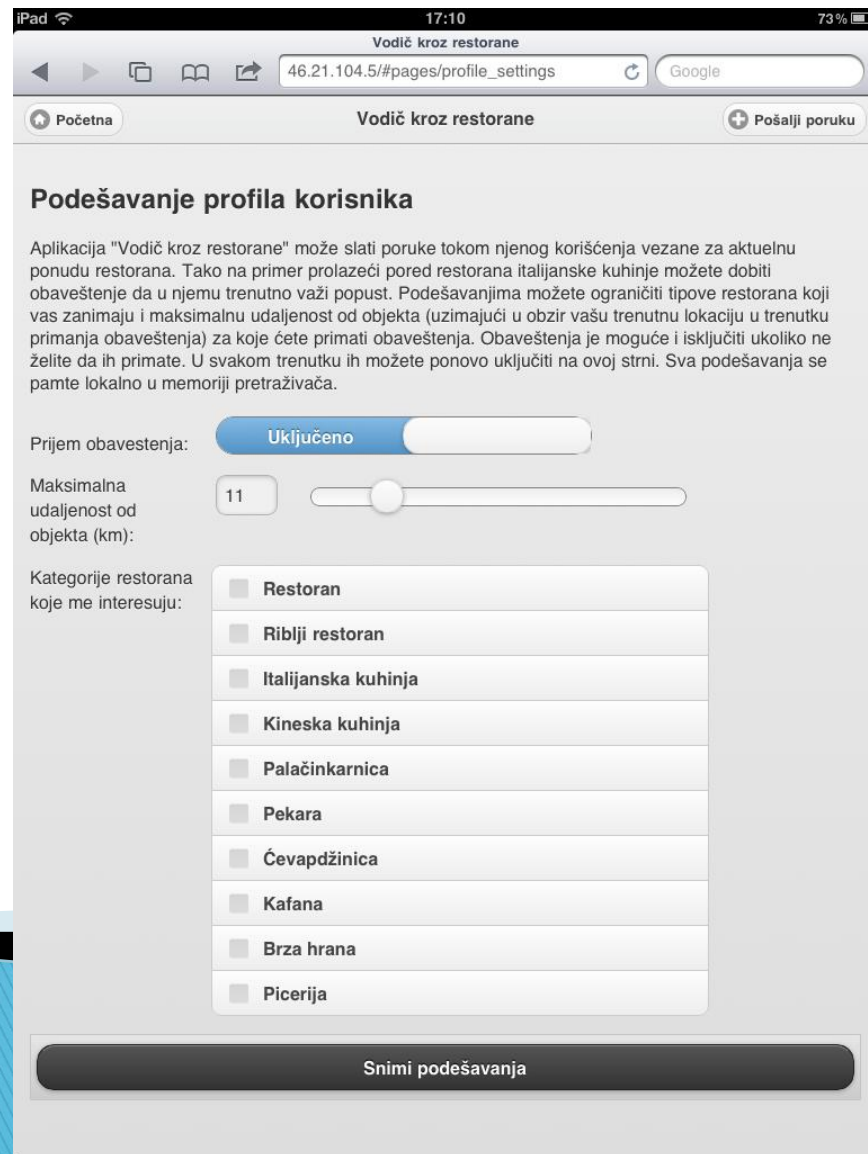 iPad 17:10 73%
Vodič kroz restorane
46.21.104.5/#pages/profile_settings Google
Početna Vodič kroz restorane Pošalji poruku
Podešavanje profila korisnika
Aplikacija "Vodič kroz restorane" može slati poruke tokom njenog korišćenja vezane za aktuelnu
ponudu restorana. Tako na primer prolazeći pored restorana italijanske kuhinje možete dobiti
obaveštenje da u njemu trenutno važi popust. Podešavanjima možete ograničiti tipove restorana koji
vas zanimaju i maksimalnu udaljenost od objekta (uzimajući u obzir vašu trenutnu lokaciju u trenutku
primanja obaveštenja) za koje ćete primati obaveštenja. Obaveštenja je moguće i isključiti ukoliko ne
želite da ih primate. U svakom trenutku ih možete ponovo uključiti na ovoj strni. Sva podešavanja se
pamte lokalno u memoriji pretraživača.
Prijem obavestenja: Uključeno
Maksimalna
udaljenost od
objekta (km):
11
Kategorije restorana
koje me interesuju:
Restoran
Riblji restoran
Italijanska kuhinja
Kineska kuhinja
Palačinkarnica
Pekara
Ćevapdžinica
Kafana
Brza hrana
Picerija
Snimi podešavanja